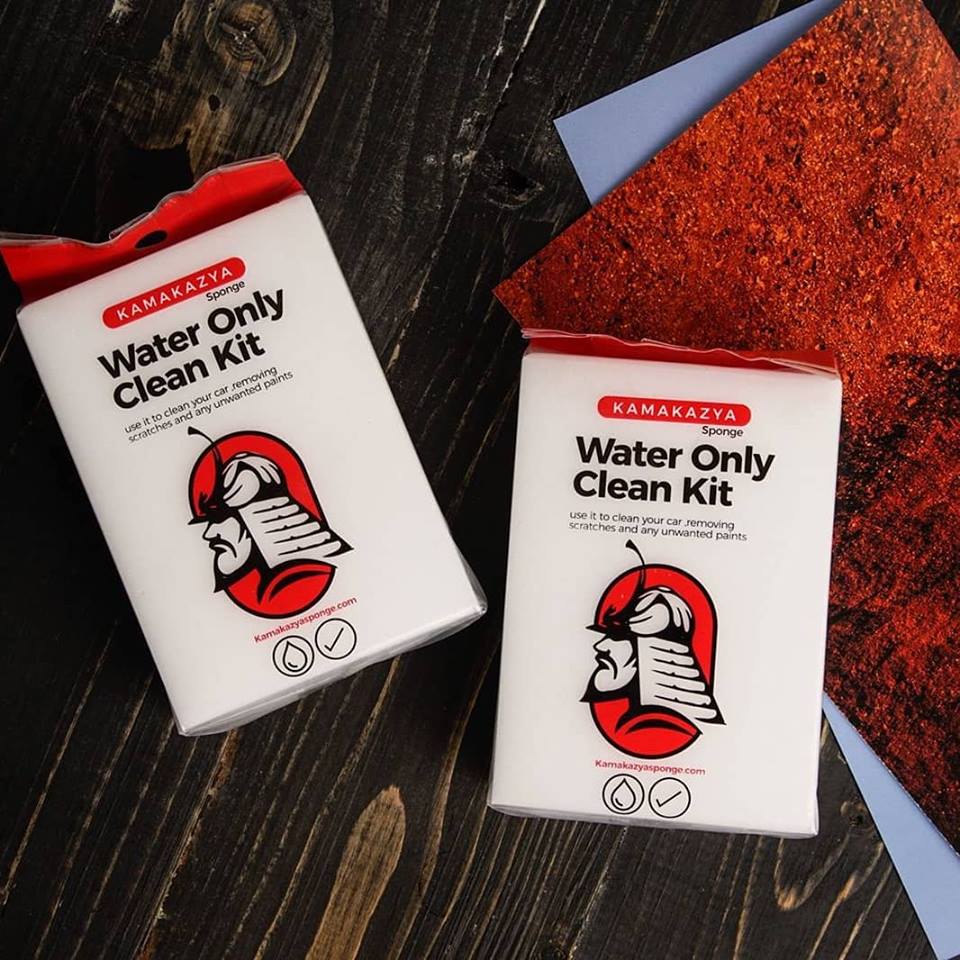 KAMAKAZYA
Sponge
Water Only
Clean Kit
use it to clean your car ,removing
scratches and any unwanted paints
Kamakazyasponge.com
KAMAKAZYA
Sponge
Water Only
Clean Kit
use it to clean your car ,removing
scratches and any unwanted paints
Kamakazyasponge.com